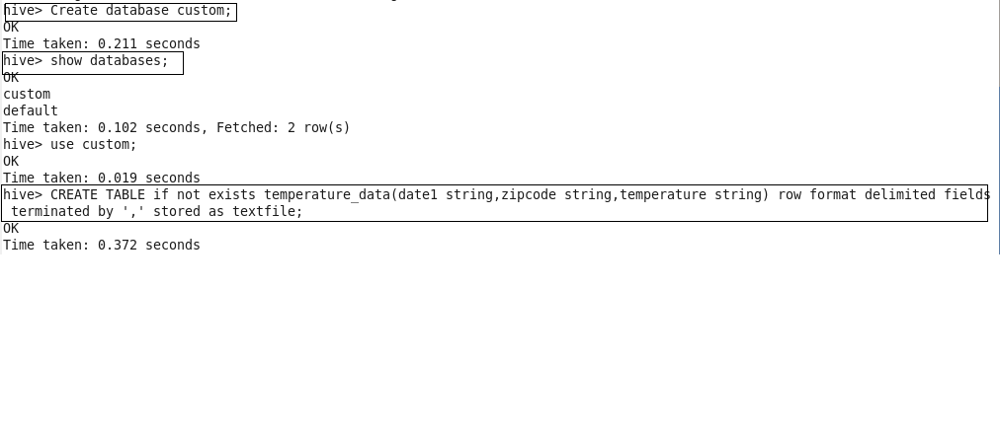 hive> Create database custom;
OK
Time taken: 0.211 seconds
hive> show databases;
OK
custom
default
Time taken: 0.102 seconds, Fetched: 2 row(s)
hive> use custom;
OK
Time taken: 0.019 seconds
hive> CREATE TABLE if not exists temperature_data(date1 string,zipcode string,temperature string) row format delimited fields
 terminated by ',' stored as textfile;
OK
Time taken: 0.372 seconds